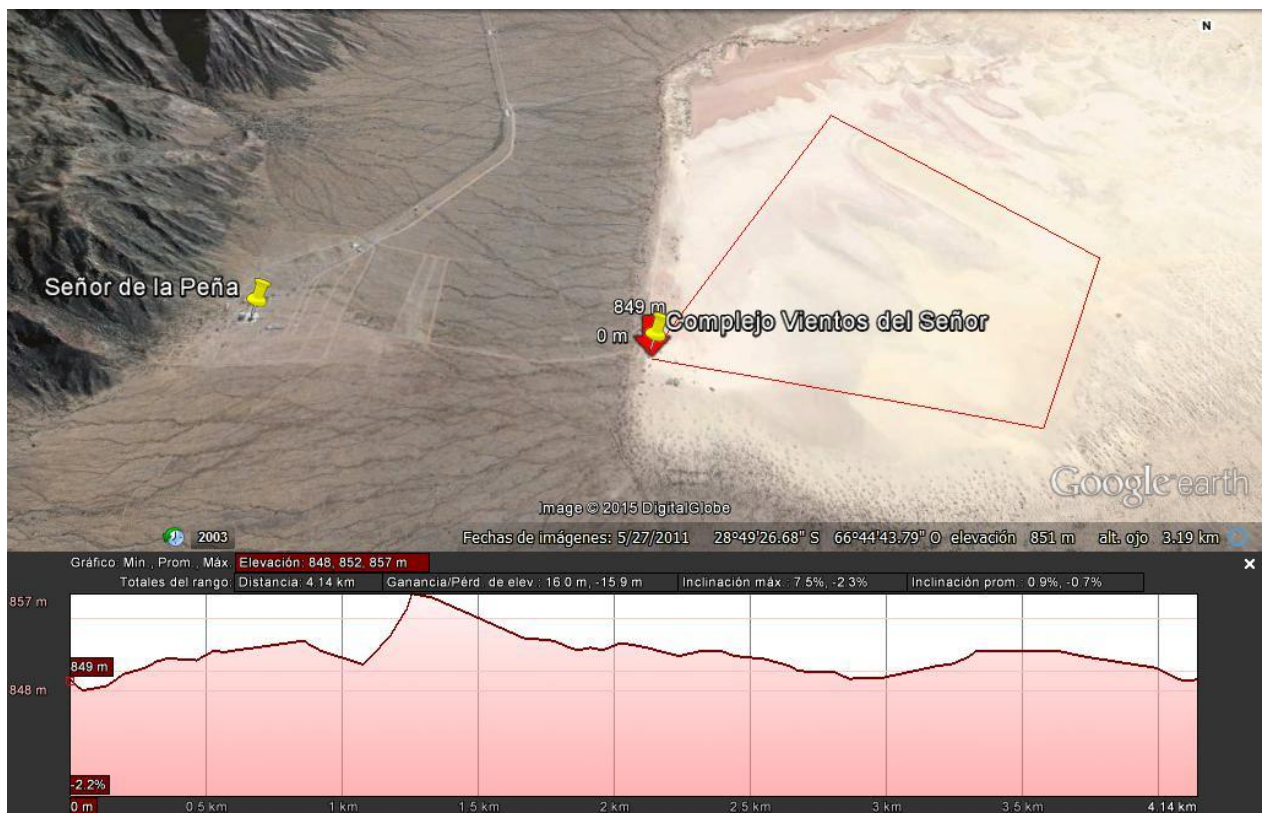 N
Señor de la Peña
849 m
Complejo Vientos del Señor
0 m
Google earth
Image © 2015 DigitalGlobe
2003
Fechas de imágenes: 5/27/2011 28°49'26.68" S 66°44'43.79" O elevación 851 m alt. ojo 3.19 km
Gráfico: Mín., Prom., Máx. Elevación: 848, 852, 857 m
Totales del rango: Distancia: 4.14 km Ganancia/Pérd. de elev.: 16.0 m, -15.9 m Inclinación máx.: 7.5%, -2.3% Inclinación prom.: 0.9%, -0.7%
857 m
849 m
848 m
-2.2%
0 m 0.5 km 1 km 1.5 km 2 km 2.5 km 3 km 3.5 km 4.14 km